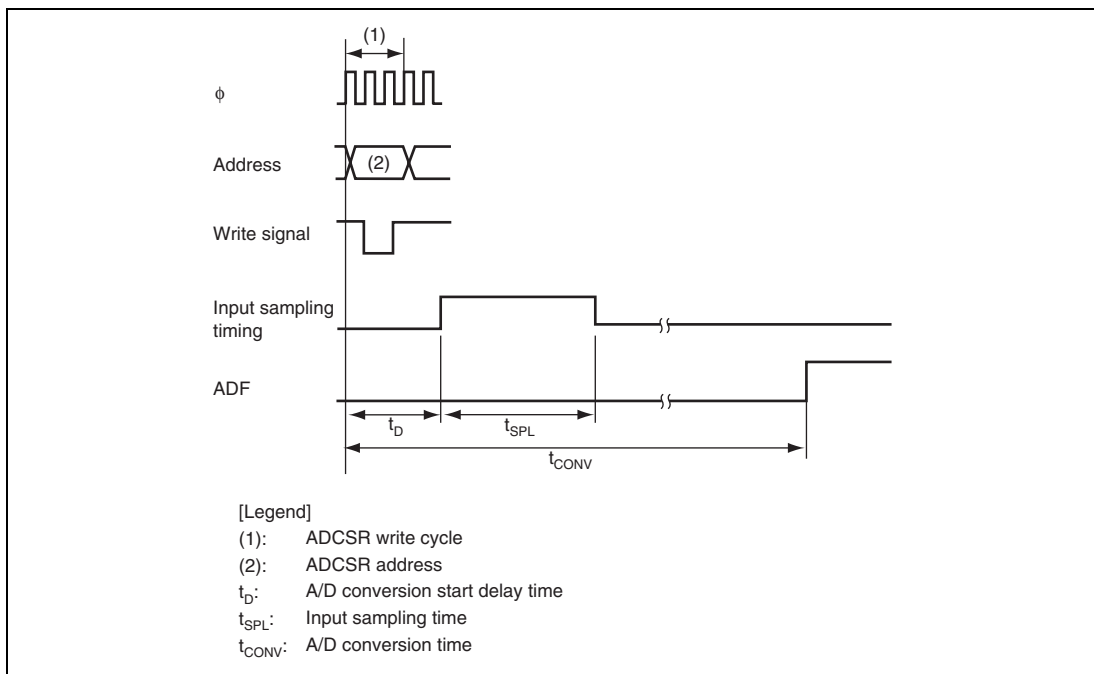 (1)
ϕ
Address
(2)
Write signal
Input sampling
timing
ADF
tD
tSPL
tCONV
[Legend]
(1): ADCSR write cycle
(2): ADCSR address
tD: A/D conversion start delay time
tSPL: Input sampling time
tCONV: A/D conversion time